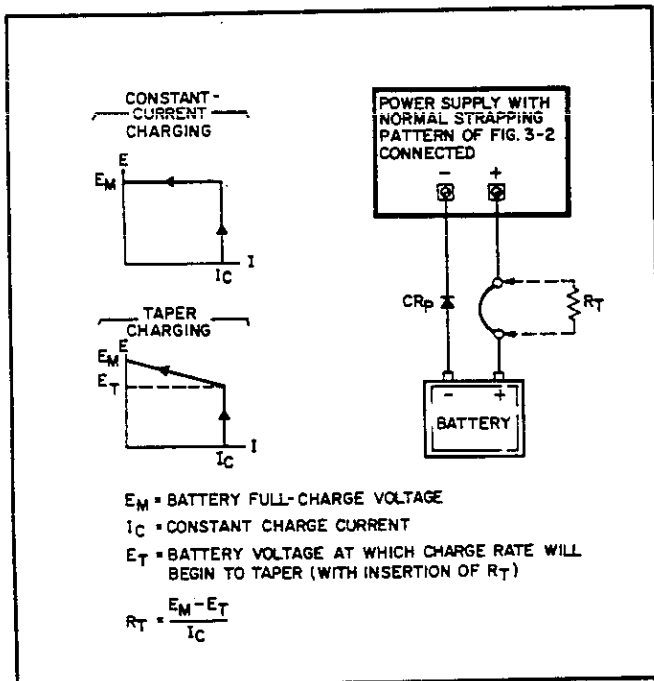 CONSTANT-
CURRENT
CHARGING
E
EM
IC
I
TAPER
CHARGING
E
EM
ET
IC
I
POWER SUPPLY WITH
NORMAL STRAPPING
PATTERN OF FIG. 3-2
CONNECTED
- +
CRP
RT
- +
BATTERY
EM = BATTERY FULL-CHARGE VOLTAGE
IC = CONSTANT CHARGE CURRENT
ET = BATTERY VOLTAGE AT WHICH CHARGE RATE WILL
BEGIN TO TAPER (WITH INSERTION OF RT)
RT = EM-ET
IC